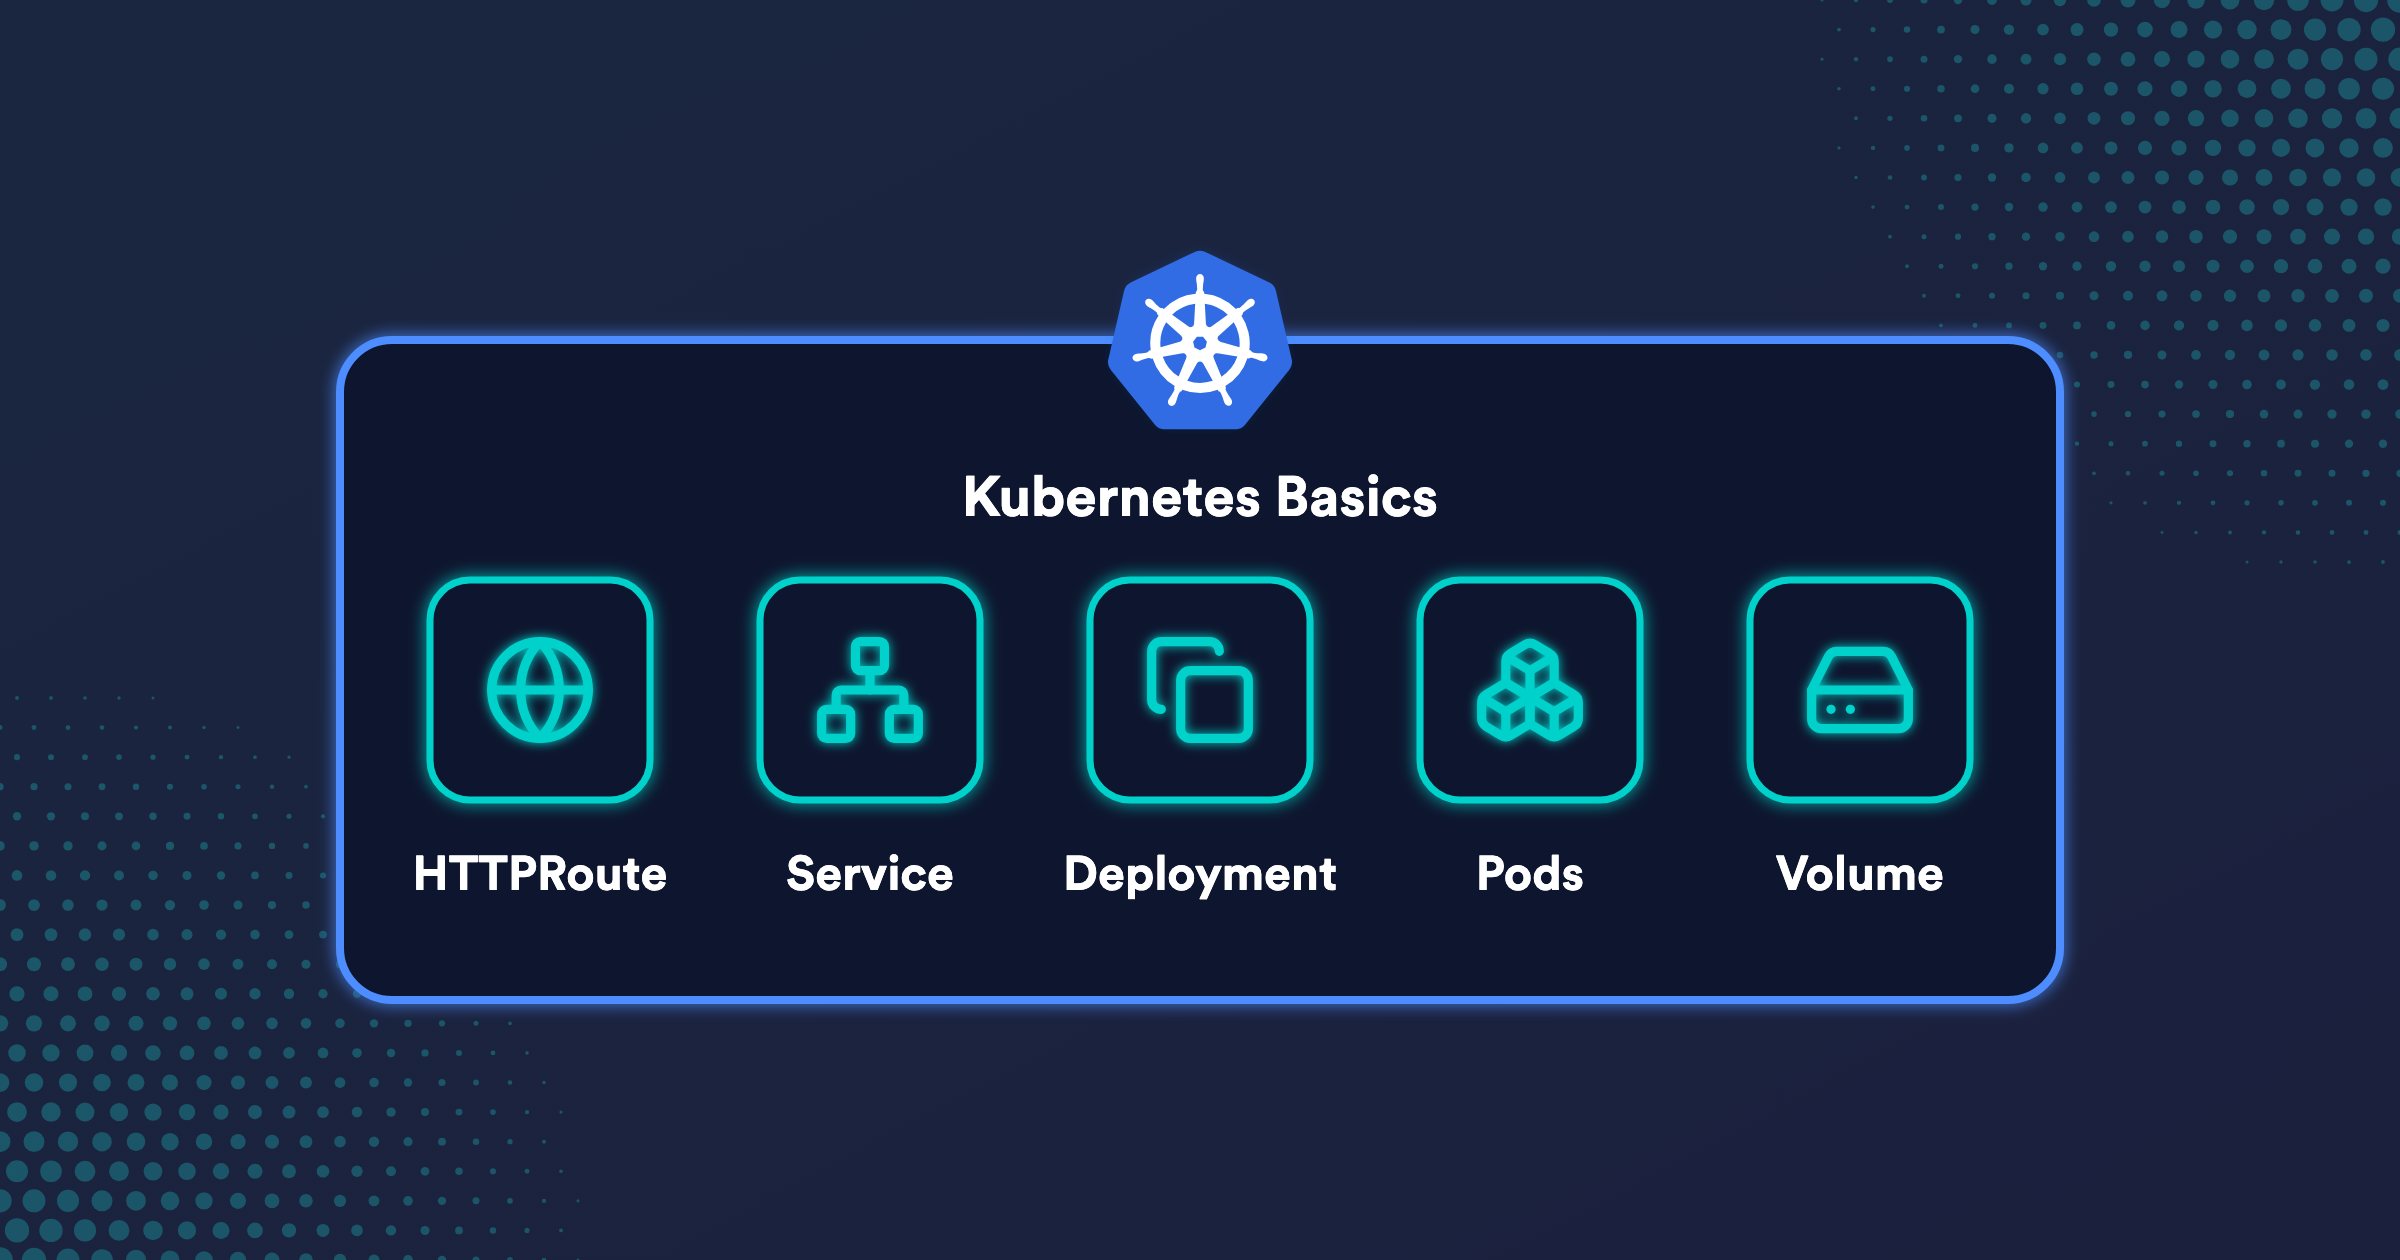 Kubernetes Basics
HTTPRoute
Service
Deployment
Pods
Volume